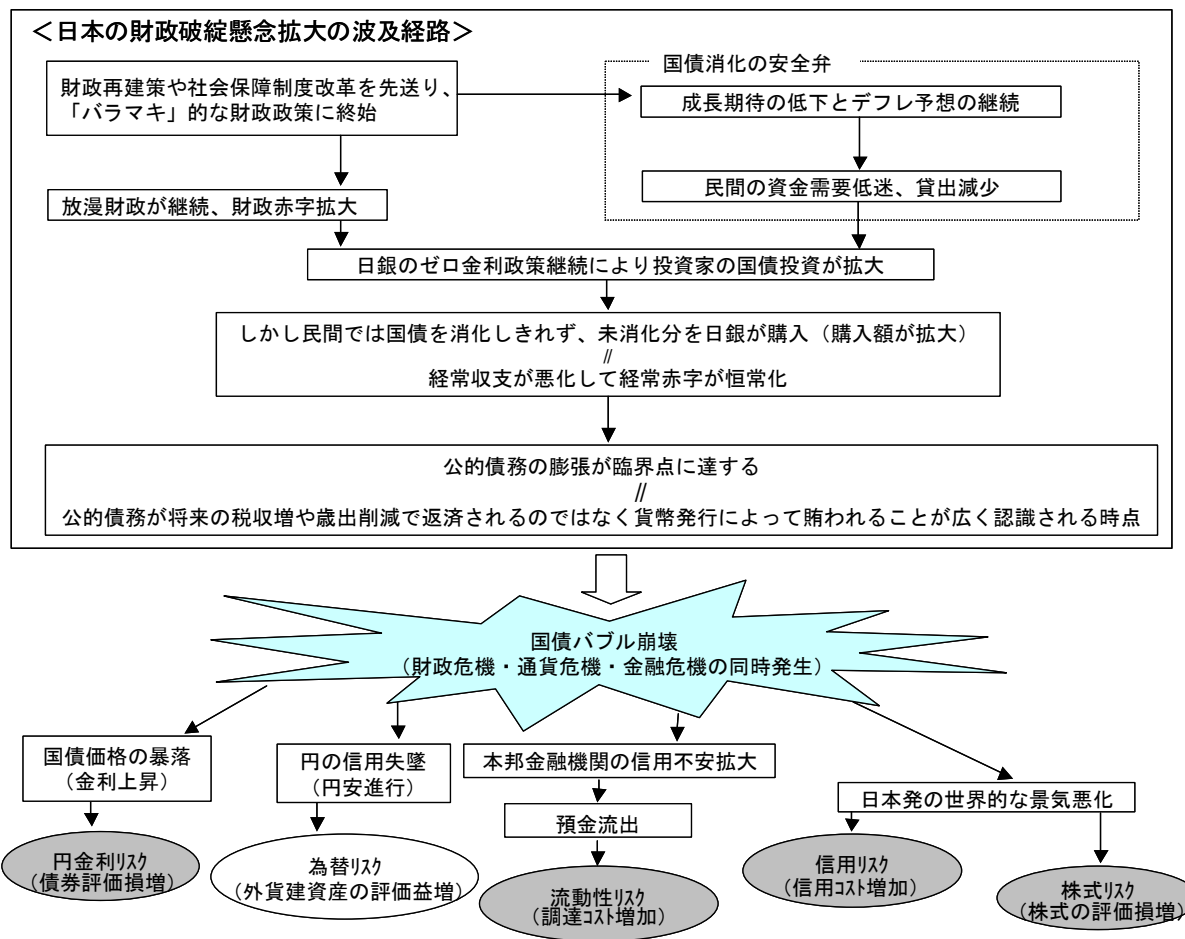 ＜日本の財政破綻懸念拡大の波及経路＞
財政再建策や社会保障制度改革を先送り、
「バラマキ」的な財政政策に終始
国債消化の安全弁
成長期待の低下とデフレ予想の継続
民間の資金需要低迷、貸出減少
放漫財政が継続、財政赤字拡大
日銀のゼロ金利政策継続により投資家の国債投資が拡大
しかし民間では国債を消化しきれず、未消化分を日銀が購入（購入額が拡大）
〃
経常収支が悪化して経常赤字が恒常化
公的債務の膨張が臨界点に達する
〃
公的債務が将来の税収増や歳出削減で返済されるのではなく貨幣発行によって賄われることが広く認識される時点
国債バブル崩壊
（財政危機・通貨危機・金融危機の同時発生）
国債価格の暴落
（金利上昇）
円の信用失墜
（円安進行）
本邦金融機関の信用不安拡大
預金流出
日本発の世界的な景気悪化
円金利ﾘｽｸ
（債券評価損増）
為替ﾘｽｸ
（外貨建資産の評価益増）
流動性ﾘｽｸ
（調達ｺｽﾄ増加）
信用ﾘｽｸ
（信用ｺｽﾄ増加）
株式ﾘｽｸ
（株式の評価損増）